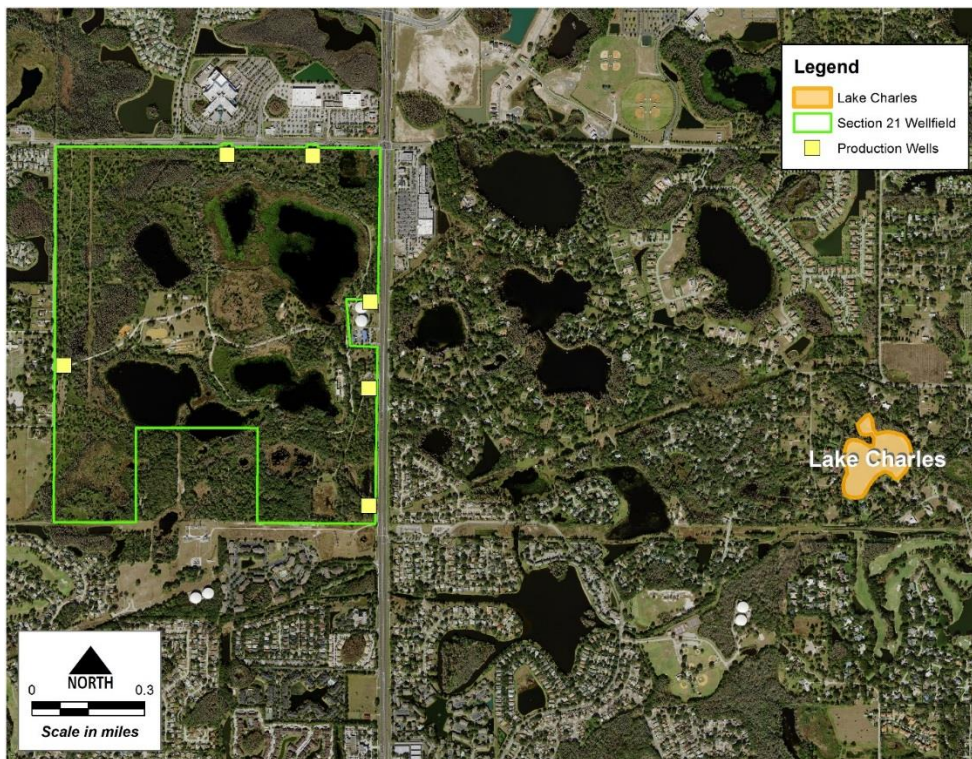 Legend
Lake Charles
Section 21 Wellfield
Production Wells
Lake Charles
NORTH
0 0.3
Scale in miles